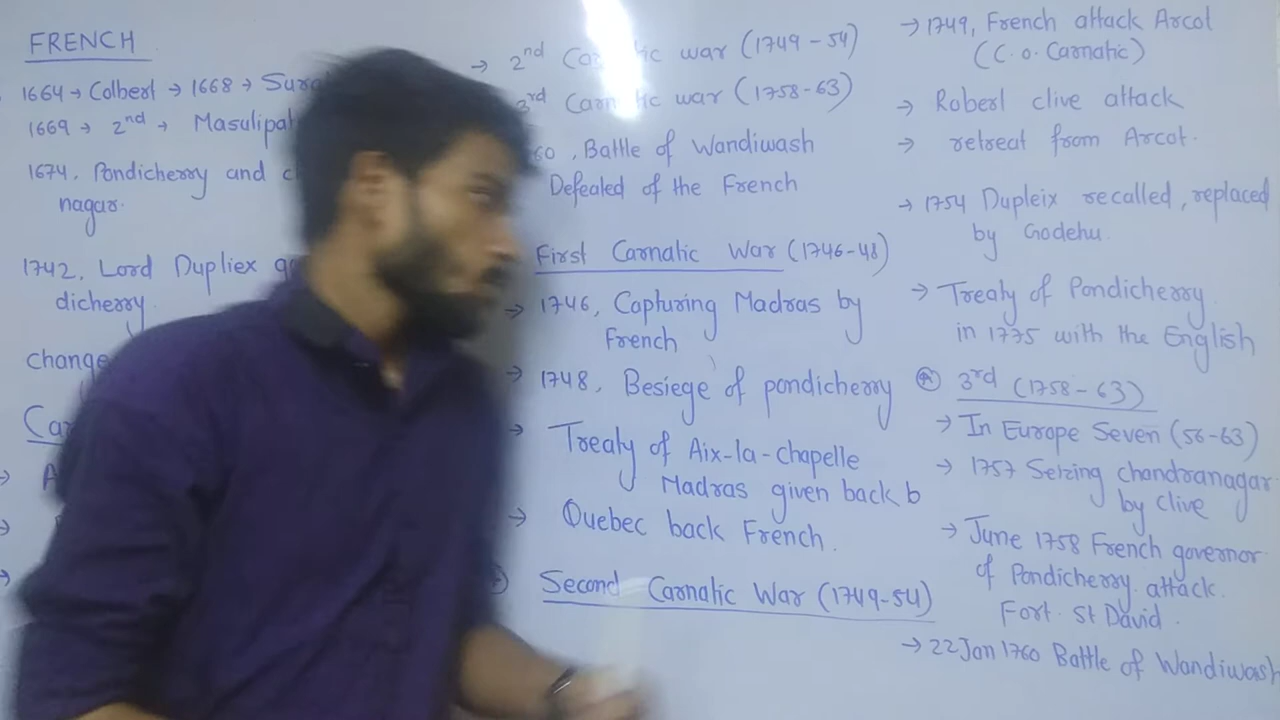 FRENCH
1664 → Colbert → 1668 → Sura
1669 → 2nd → Masulipat
1674, Pondicherry and c
nagar.
1742, Lord Dupliex go
dicherry.
change
Ca
→ 2nd Ca ic war (1749-54)
3rd Carn tic war (1758-63)
60, Battle of Wandiwash
Defeated of the French
First Carnatic War (1746-48)
→ 1746, Capturing Madras by
French
→ 1748, Besiege of pondicherry
→ Treaty of Aix-la-chapelle
Madras given back b
→ Quebec back French.
Second Carnatic War (1749-54)
→ 1749, French attack Arcot
(C.o. Carnatic)
→ Robert clive attack
→ retreat from Arcot.
→ 1754 Dupleix recalled, replaced
by Godehu
→ Treaty of Pondicherry
in 1775 with the English
3rd (1758-63)
→ In Europe Seven (56-63)
→ 1757 Seizing chandranagar
by clive
→ June 1758 French governor
of Pondicherry attack.
Fort. St David.
→ 22 Jan 1760 Battle of Wandiwash